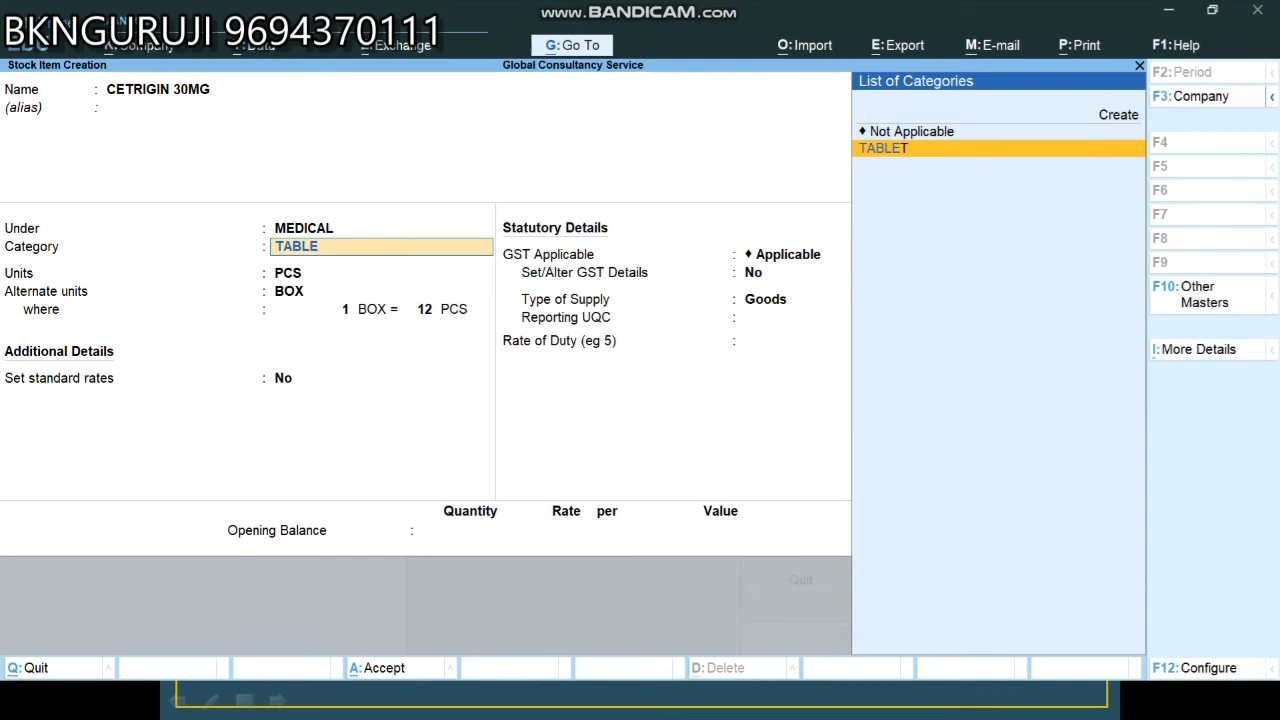 www.BANDICAM.com
BKNGURUJI 9694370111
K: Company
Exchange
G: Go To
O: Import
E: Export
M: E-mail
P: Print
F1: Help
Stock Item Creation
Global Consultancy Service
Name : CETRIGIN 30MG
(alias) :
Under : MEDICAL
Category : TABLE
Units : PCS
Alternate units : BOX
where : 1 BOX = 12 PCS
Additional Details
Set standard rates : No
Statutory Details
GST Applicable : ♦ Applicable
Set/Alter GST Details : No
Type of Supply : Goods
Reporting UQC :
Rate of Duty (eg 5) :
Quantity Rate per Value
Opening Balance :
Quit
List of Categories
Create
♦ Not Applicable
TABLET
F2: Period
F3: Company
F4
F5
F6
F7
F8
F9
F10: Other Masters
I: More Details
Q: Quit
A: Accept
D: Delete
F12: Configure